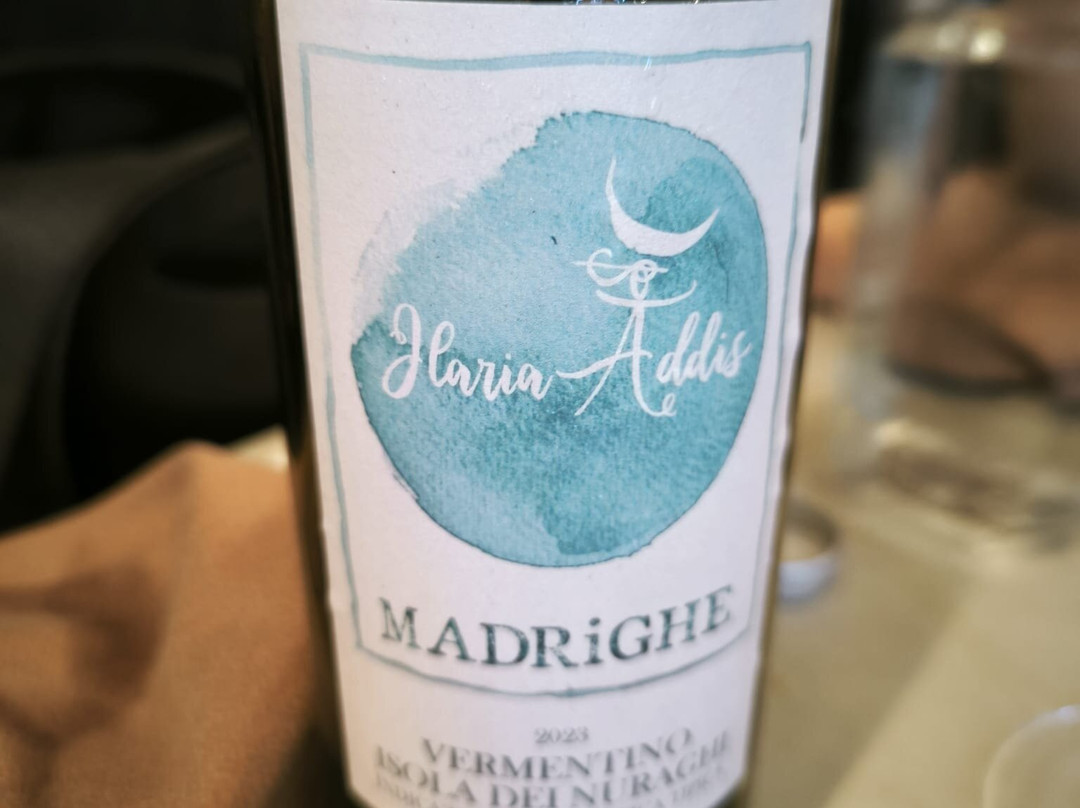 Ilaria Addis
MADRiGHE
2023
VERMENTINO
ISOLA DEI NURAGHI